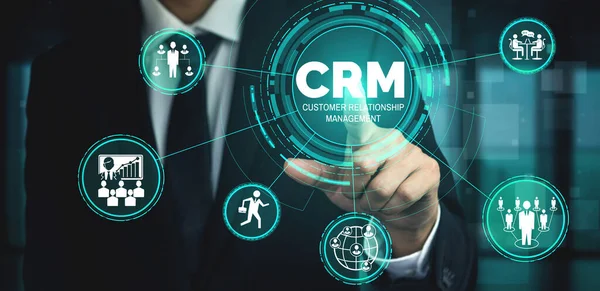 CRM
CUSTOMER RELATIONSHIP
MANAGEMENT